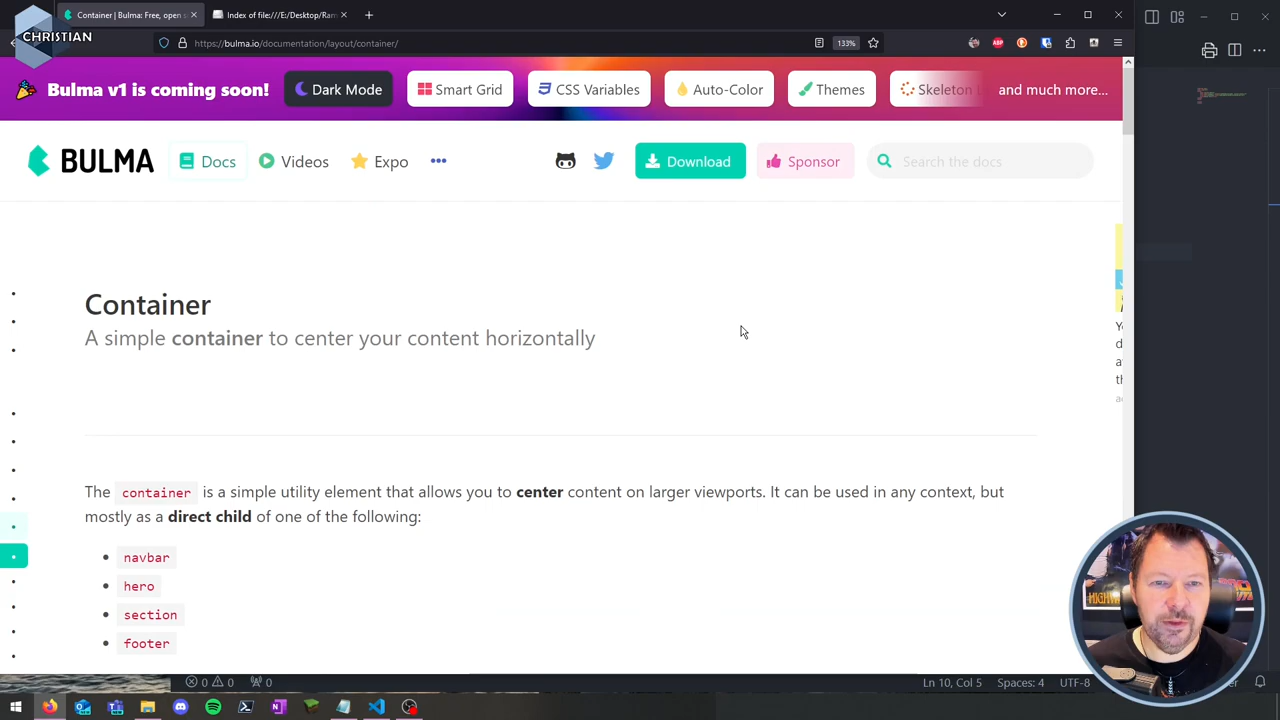 CHRISTIAN
Container | Bulma: Free, open s
Index of file:///E:/Desktop/Ran
https://bulma.io/documentation/layout/container/
133%
ABP
Bulma v1 is coming soon!
Dark Mode
Smart Grid
CSS Variables
Auto-Color
Themes
Skeleton
and much more...
BULMA
Docs
Videos
Expo
Download
Sponsor
Search the docs
Container
A simple container to center your content horizontally
The container is a simple utility element that allows you to center content on larger viewports. It can be used in any context, but
mostly as a direct child of one of the following:
• navbar
• hero
• section
• footer
0 0 0
Ln 10, Col 5
Spaces: 4
UTF-8